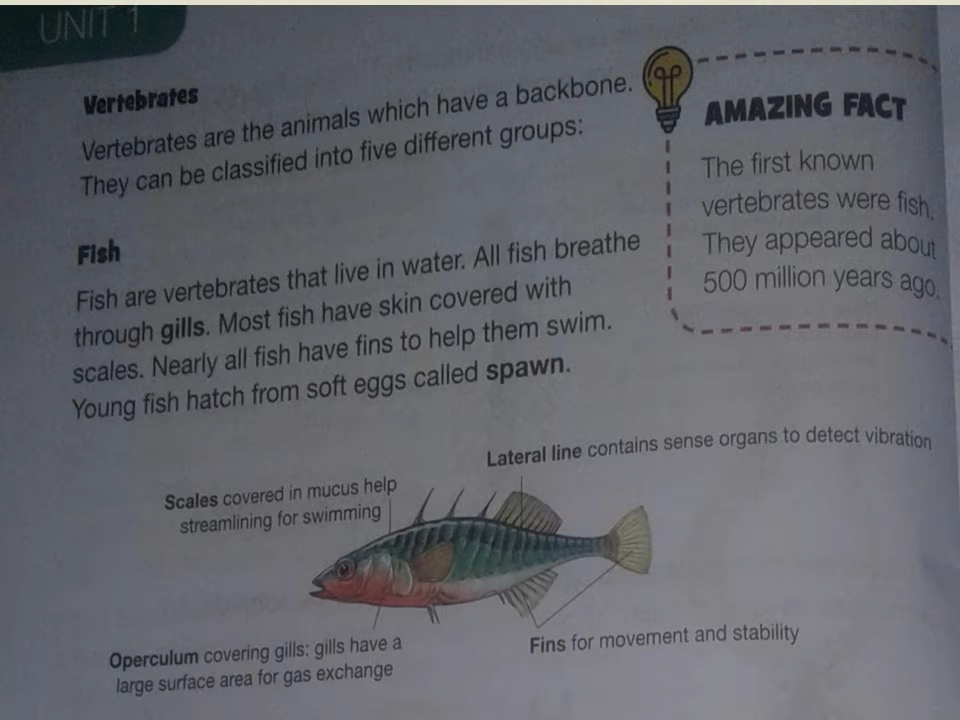 UNIT 1
Vertebrates
Vertebrates are the animals which have a backbone.
They can be classified into five different groups:
Fish
Fish are vertebrates that live in water. All fish breathe
through gills. Most fish have skin covered with
scales. Nearly all fish have fins to help them swim.
Young fish hatch from soft eggs called spawn.
AMAZING FACT
The first known
vertebrates were fish.
They appeared about
500 million years ago.
Lateral line contains sense organs to detect vibration
Scales covered in mucus help
streamlining for swimming
Operculum covering gills: gills have a
large surface area for gas exchange
Fins for movement and stability